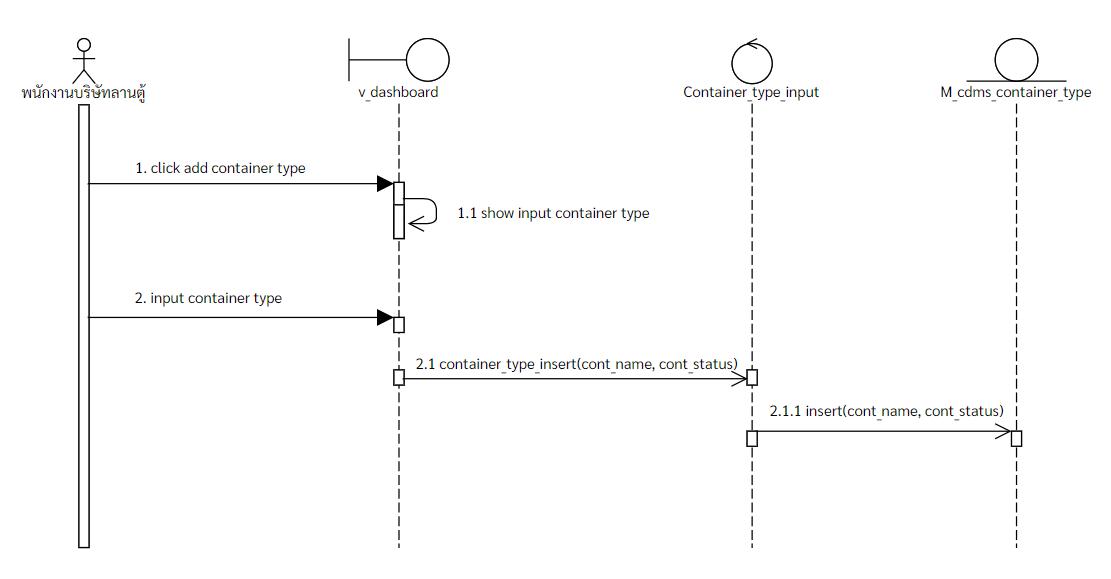 พนักงานบริษัทลานตู้
v_dashboard
Container_type_input
M_cdms_container_type
1. click add container type
1.1 show input container type
2. input container type
2.1 container_type_insert(cont_name, cont_status)
2.1.1 insert(cont_name, cont_status)